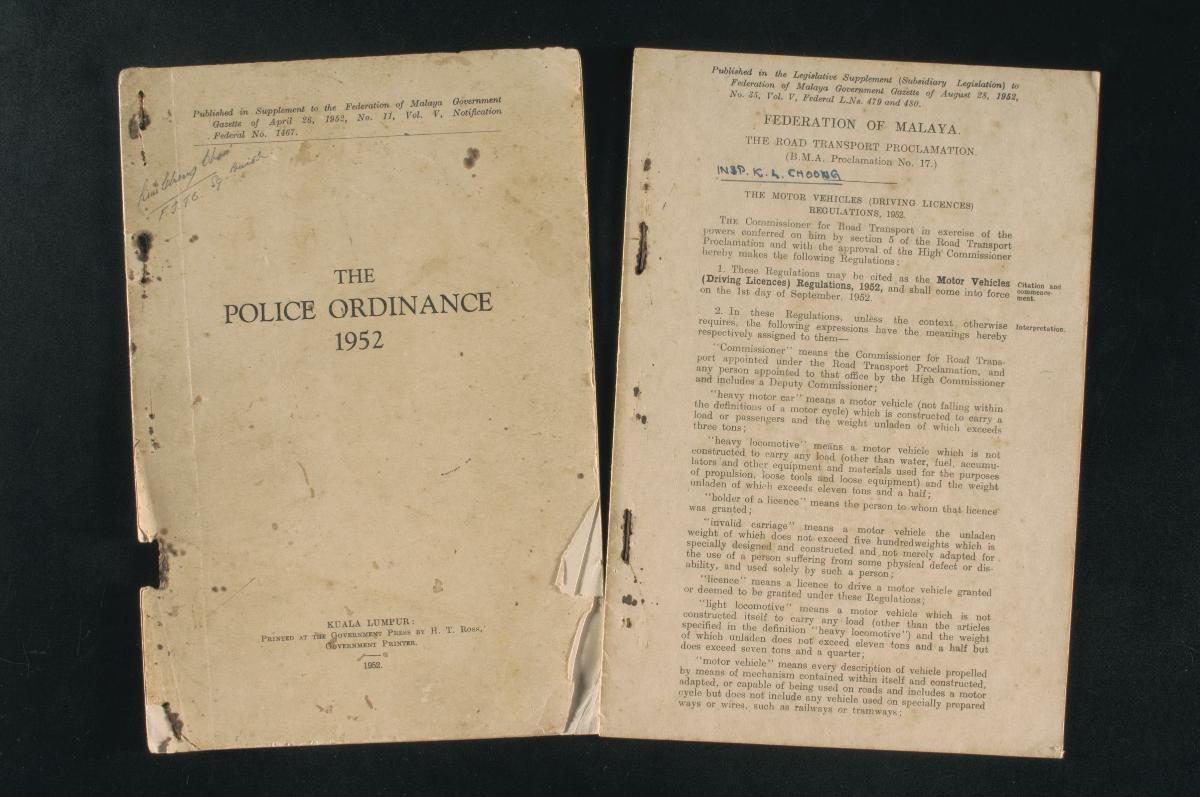 Published in Supplement to the Federation of Malaya Government
Gazette of April 26, 1952, No. 11, Vol. V, Notification
Federal No. 1467.
THE
POLICE ORDINANCE
1952
KUALA LUMPUR:
PRINTED AT THE GOVERNMENT PRESS BY H. T. ROSS,
GOVERNMENT PRINTER.
1952.
Published in the Legislative Supplement (Subsidiary Legislation) to
Federation of Malaya Government Gazette of August 28, 1952,
No. 35, Vol. V, Federal L.Ns. 479 and 480.
FEDERATION OF MALAYA.
THE ROAD TRANSPORT PROCLAMATION.
(B.M.A. Proclamation No. 17.)
INSP. K. L. CHOONG
THE MOTOR VEHICLES (DRIVING LICENCES)
REGULATIONS, 1952.
THE Commissioner for Road Transport in exercise of the
powers conferred on him by section 5 of the Road Transport
Proclamation and with the approval of the High Commissioner
hereby makes the following Regulations:
1. These Regulations may be cited as the Motor Vehicles
(Driving Licences) Regulations, 1952, and shall come into force
on the 1st day of September, 1952.
Citation and
commence-
ment.
2. In these Regulations, unless the context otherwise
requires, the following expressions have the meanings hereby
respectively assigned to them—
Interpretation.
"Commissioner" means the Commissioner for Road Trans-
port appointed under the Road Transport Proclamation, and
any person appointed to that office by the High Commissioner
and includes a Deputy Commissioner;
"heavy motor car" means a motor vehicle (not falling within
the definitions of a motor cycle) which is constructed to carry a
load or passengers and the weight unladen of which exceeds
three tons;
"heavy locomotive" means a motor vehicle which is not
constructed to carry any load (other than water, fuel, accumu-
lators and other equipment and materials used for the purposes
of propulsion, loose tools and loose equipment) and the weight
unladen of which exceeds eleven tons and a half;
"holder of a licence" means the person to whom that licence
was granted;
"invalid carriage" means a motor vehicle the unladen
weight of which does not exceed five hundredweights which is
specially designed and constructed and not merely adapted for
the use of a person suffering from some physical defect or dis-
ability, and used solely by such a person;
"licence" means a licence to drive a motor vehicle granted
or deemed to be granted under these Regulations;
"light locomotive" means a motor vehicle which is not
constructed itself to carry any load (other than the articles
specified in the definition "heavy locomotive") and the weight
of which unladen does not exceed eleven tons and a half but
does exceed seven tons and a quarter;
"motor vehicle" means every description of vehicle propelled
by means of mechanism contained within itself and constructed,
adapted, or capable of being used on roads and includes a motor
cycle but does not include any vehicle used on specially prepared
ways or wires, such as railways or tramways;